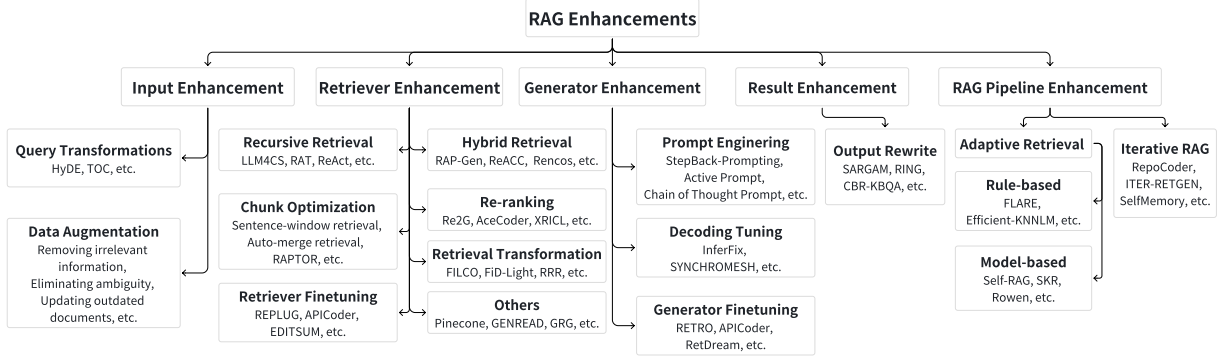 RAG Enhancements
Input Enhancement
Query Transformations
HyDE, TOC, etc.
Data Augmentation
Removing irrelevant
information,
Eliminating ambiguity,
Updating outdated
documents, etc.
Retriever Enhancement
Recursive Retrieval
LLM4CS, RAT, ReAct, etc.
Chunk Optimization
Sentence-window retrieval,
Auto-merge retrieval,
RAPTOR, etc.
Retriever Finetuning
REPLUG, APICoder,
EDITSUM, etc.
Hybrid Retrieval
RAP-Gen, ReACC, Rencos, etc.
Re-ranking
Re2G, AceCoder, XRICL, etc.
Retrieval Transformation
FILCO, FiD-Light, RRR, etc.
Others
Pinecone, GENREAD, GRG, etc.
Generator Enhancement
Prompt Enginering
StepBack-Prompting,
Active Prompt,
Chain of Thought Prompt, etc.
Decoding Tuning
InferFix,
SYNCHROMESH, etc.
Generator Finetuning
RETRO, APICoder,
RetDream, etc.
Result Enhancement
Output Rewrite
SARGAM, RING,
CBR-KBQA, etc.
RAG Pipeline Enhancement
Adaptive Retrieval
Rule-based
FLARE,
Efficient-KNNLM, etc.
Model-based
Self-RAG, SKR,
Rowen, etc.
Iterative RAG
RepoCoder,
ITER-RETGEN,
SelfMemory, etc.